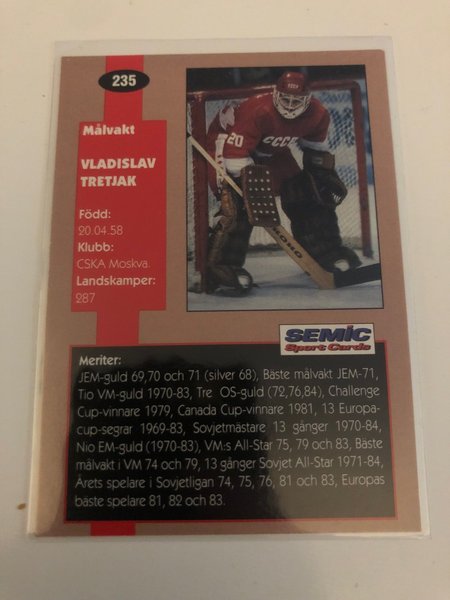 235
Målvakt
VLADISLAV
TRETJAK
Född:
20.04.58
Klubb:
CSKA Moskva.
Landskamper:
287
20
CCCP
SEMIC
Sport Cards
Meriter:
JEM-guld 69,70 och 71 (silver 68), Bäste målvakt JEM-71,
Tio VM-guld 1970-83, Tre OS-guld (72,76,84), Challenge
Cup-vinnare 1979, Canada Cup-vinnare 1981, 13 Europa-
cup-segrar 1969-83, Sovjetmästare 13 gånger 1970-84,
Nio EM-guld (1970-83), VM:s All-Star 75, 79 och 83, Bäste
målvakt i VM 74 och 79, 13 gånger Sovjet All-Star 1971-84,
Årets spelare i Sovjetligan 74, 75, 76, 81 och 83, Europas
bäste spelare 81, 82 och 83.